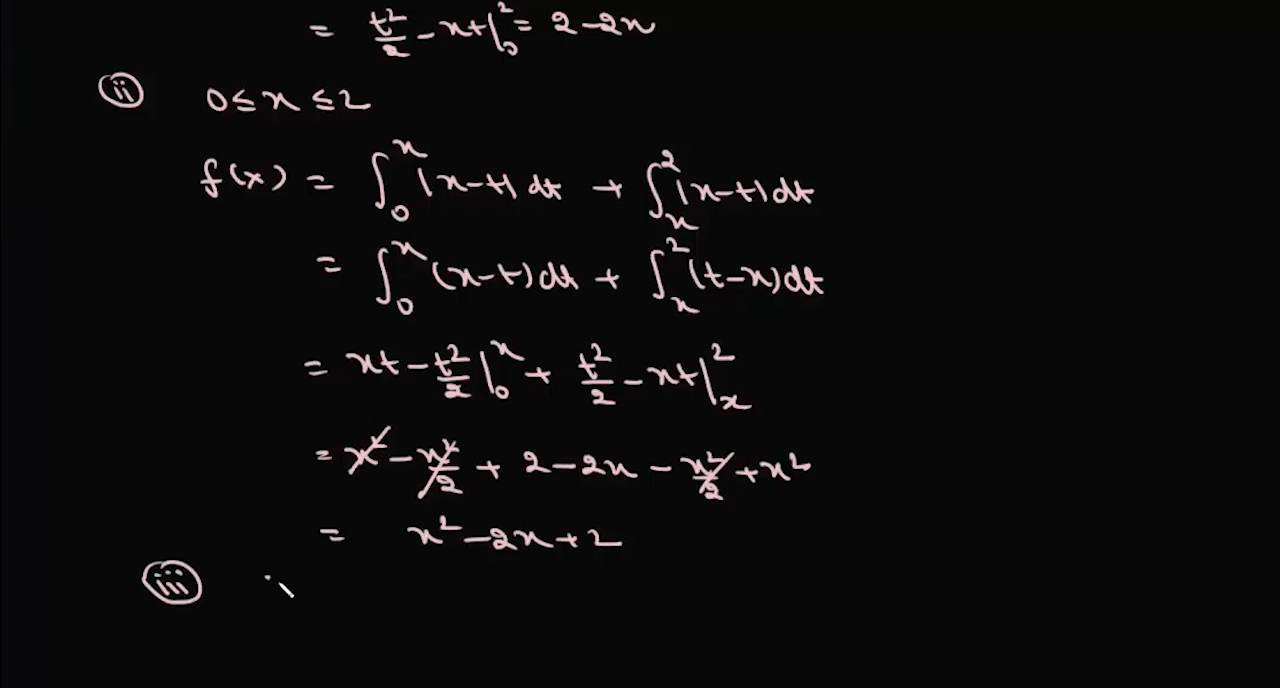 = t²/2 - xt |₀² = 2 - 2x
(ii) 0 ≤ x ≤ 2
f(x) = ∫₀ˣ |x-t| dt + ∫ₓ² |x-t| dt
= ∫₀ˣ (x-t) dt + ∫ₓ² (t-x) dt
= xt - t²/2 |₀ˣ + t²/2 - xt |ₓ²
= x² - x²/2 + 2 - 2x - x²/2 + x²
= x² - 2x + 2
(iii)